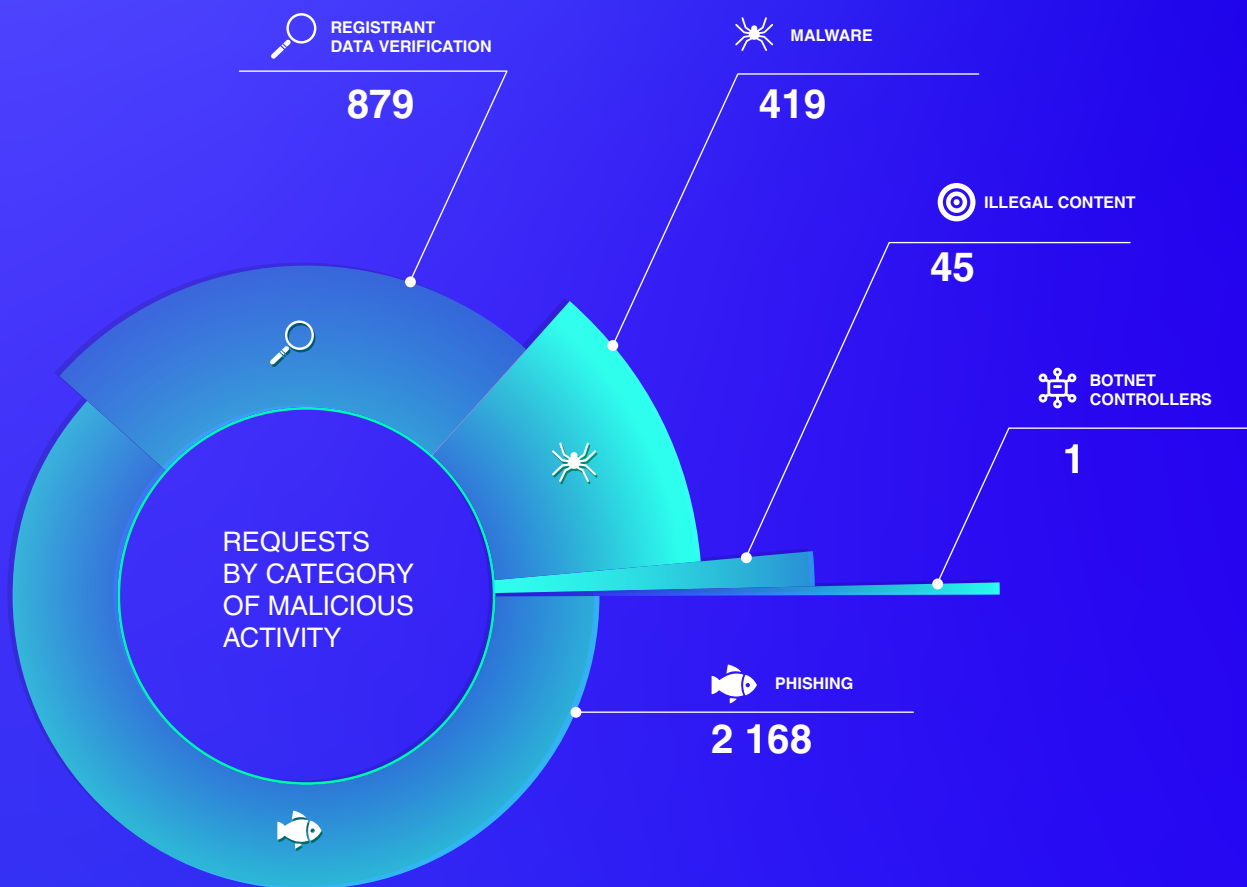 REGISTRANT
DATA VERIFICATION
879
MALWARE
419
ILLEGAL CONTENT
45
BOTNET
CONTROLLERS
1
REQUESTS
BY CATEGORY
OF MALICIOUS
ACTIVITY
PHISHING
2 168